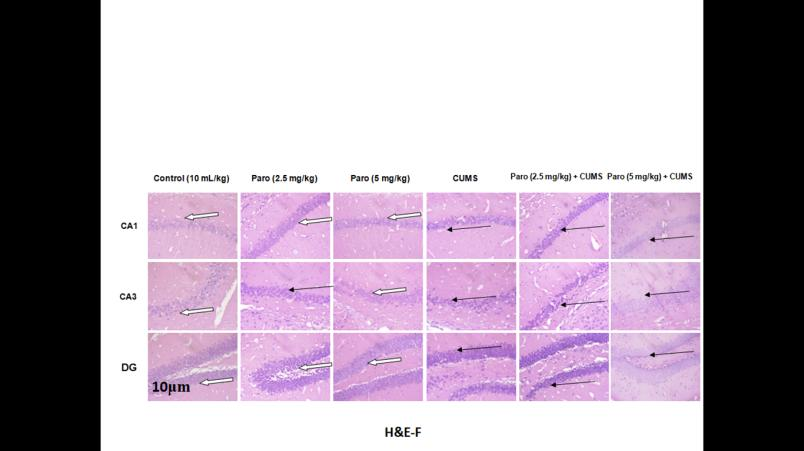 Control (10 mL/kg) Paro (2.5 mg/kg) Paro (5 mg/kg) CUMS Paro (2.5 mg/kg) + CUMS Paro (5 mg/kg) + CUMS
CA1
CA3
DG
10µm
H&E-F